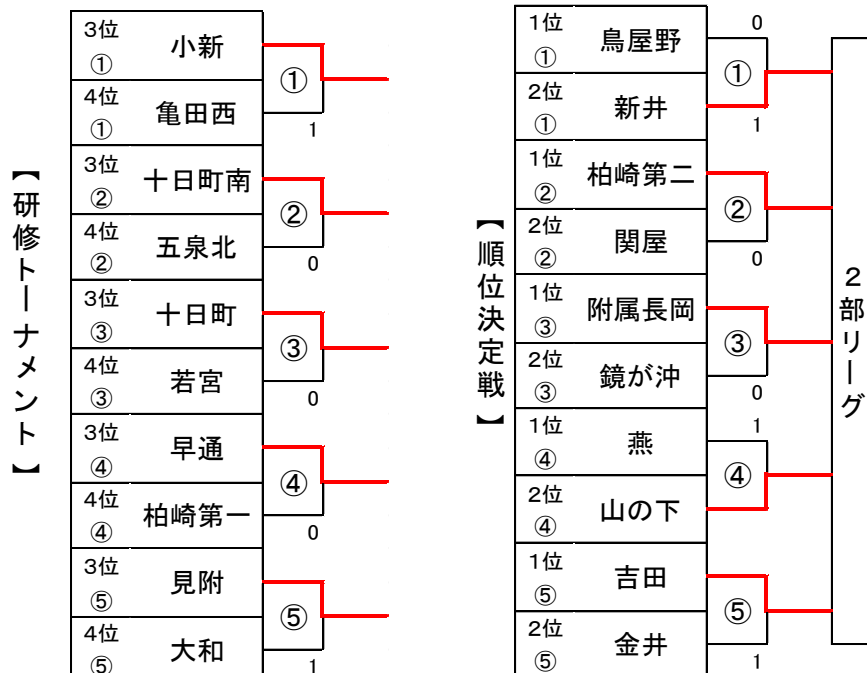 【研修トーナメント】
3位 ① 小新
①
4位 ① 亀田西
1
3位 ② 十日町南
②
4位 ② 五泉北
0
3位 ③ 十日町
③
4位 ③ 若宮
0
3位 ④ 早通
④
4位 ④ 柏崎第一
0
3位 ⑤ 見附
⑤
4位 ⑤ 大和
1
【順位決定戦】
1位 ① 鳥屋野
0
①
2位 ① 新井
1
1位 ② 柏崎第二
②
2位 ② 関屋
0
1位 ③ 附属長岡
③
2位 ③ 鏡が沖
0
1位 ④ 燕
1
④
2位 ④ 山の下
1位 ⑤ 吉田
⑤
2位 ⑤ 金井
1
2部リーグ